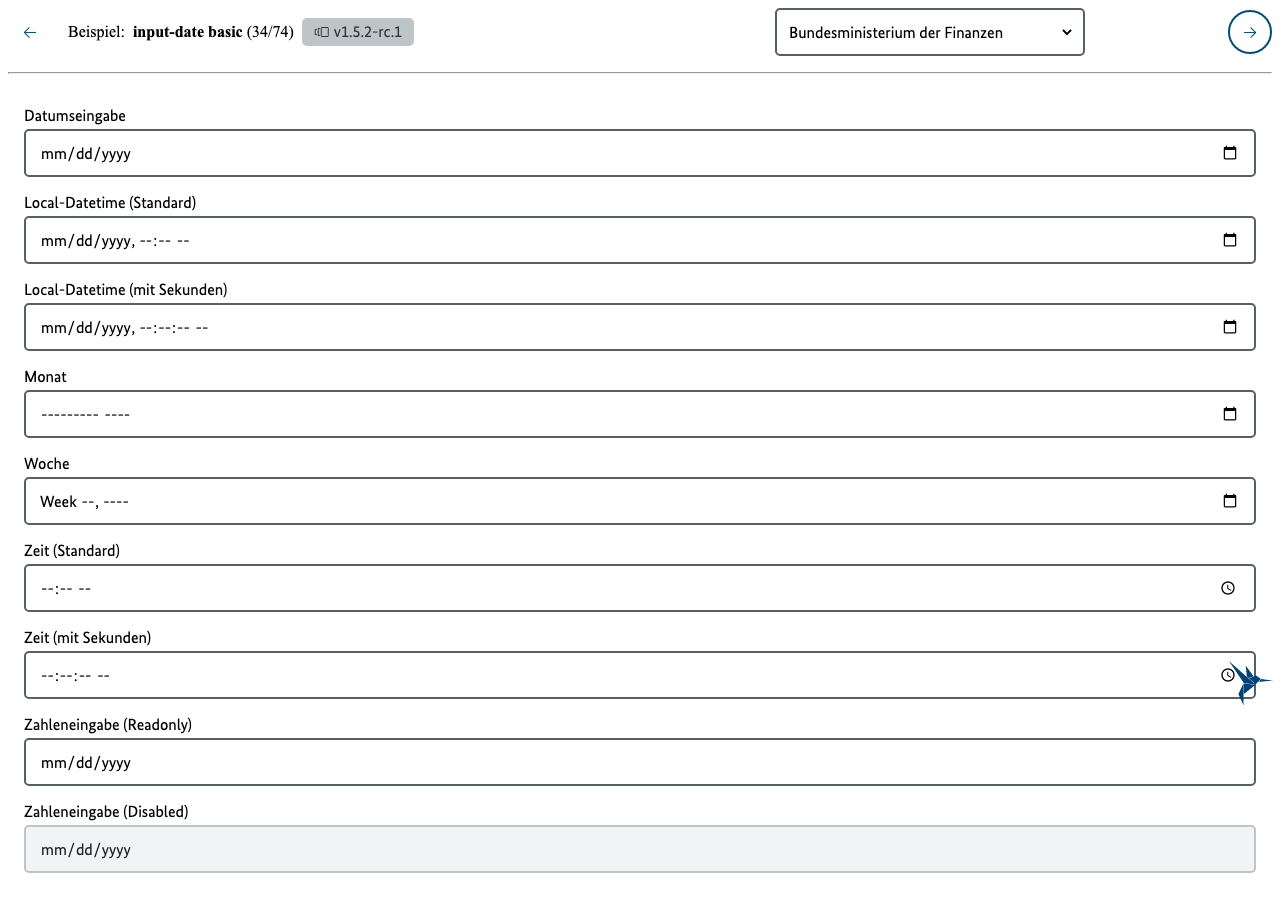 Beispiel: input-date basic (34/74) v1.5.2-rc.1 Bundesministerium der Finanzen
Datumseingabe
mm/dd/yyyy
Local-Datetime (Standard)
mm/dd/yyyy, --:-- --
Local-Datetime (mit Sekunden)
mm/dd/yyyy, --:--:-- --
Monat
--------- ----
Woche
Week --, ----
Zeit (Standard)
--:-- --
Zeit (mit Sekunden)
--:--:-- --
Zahleneingabe (Readonly)
mm/dd/yyyy
Zahleneingabe (Disabled)
mm/dd/yyyy